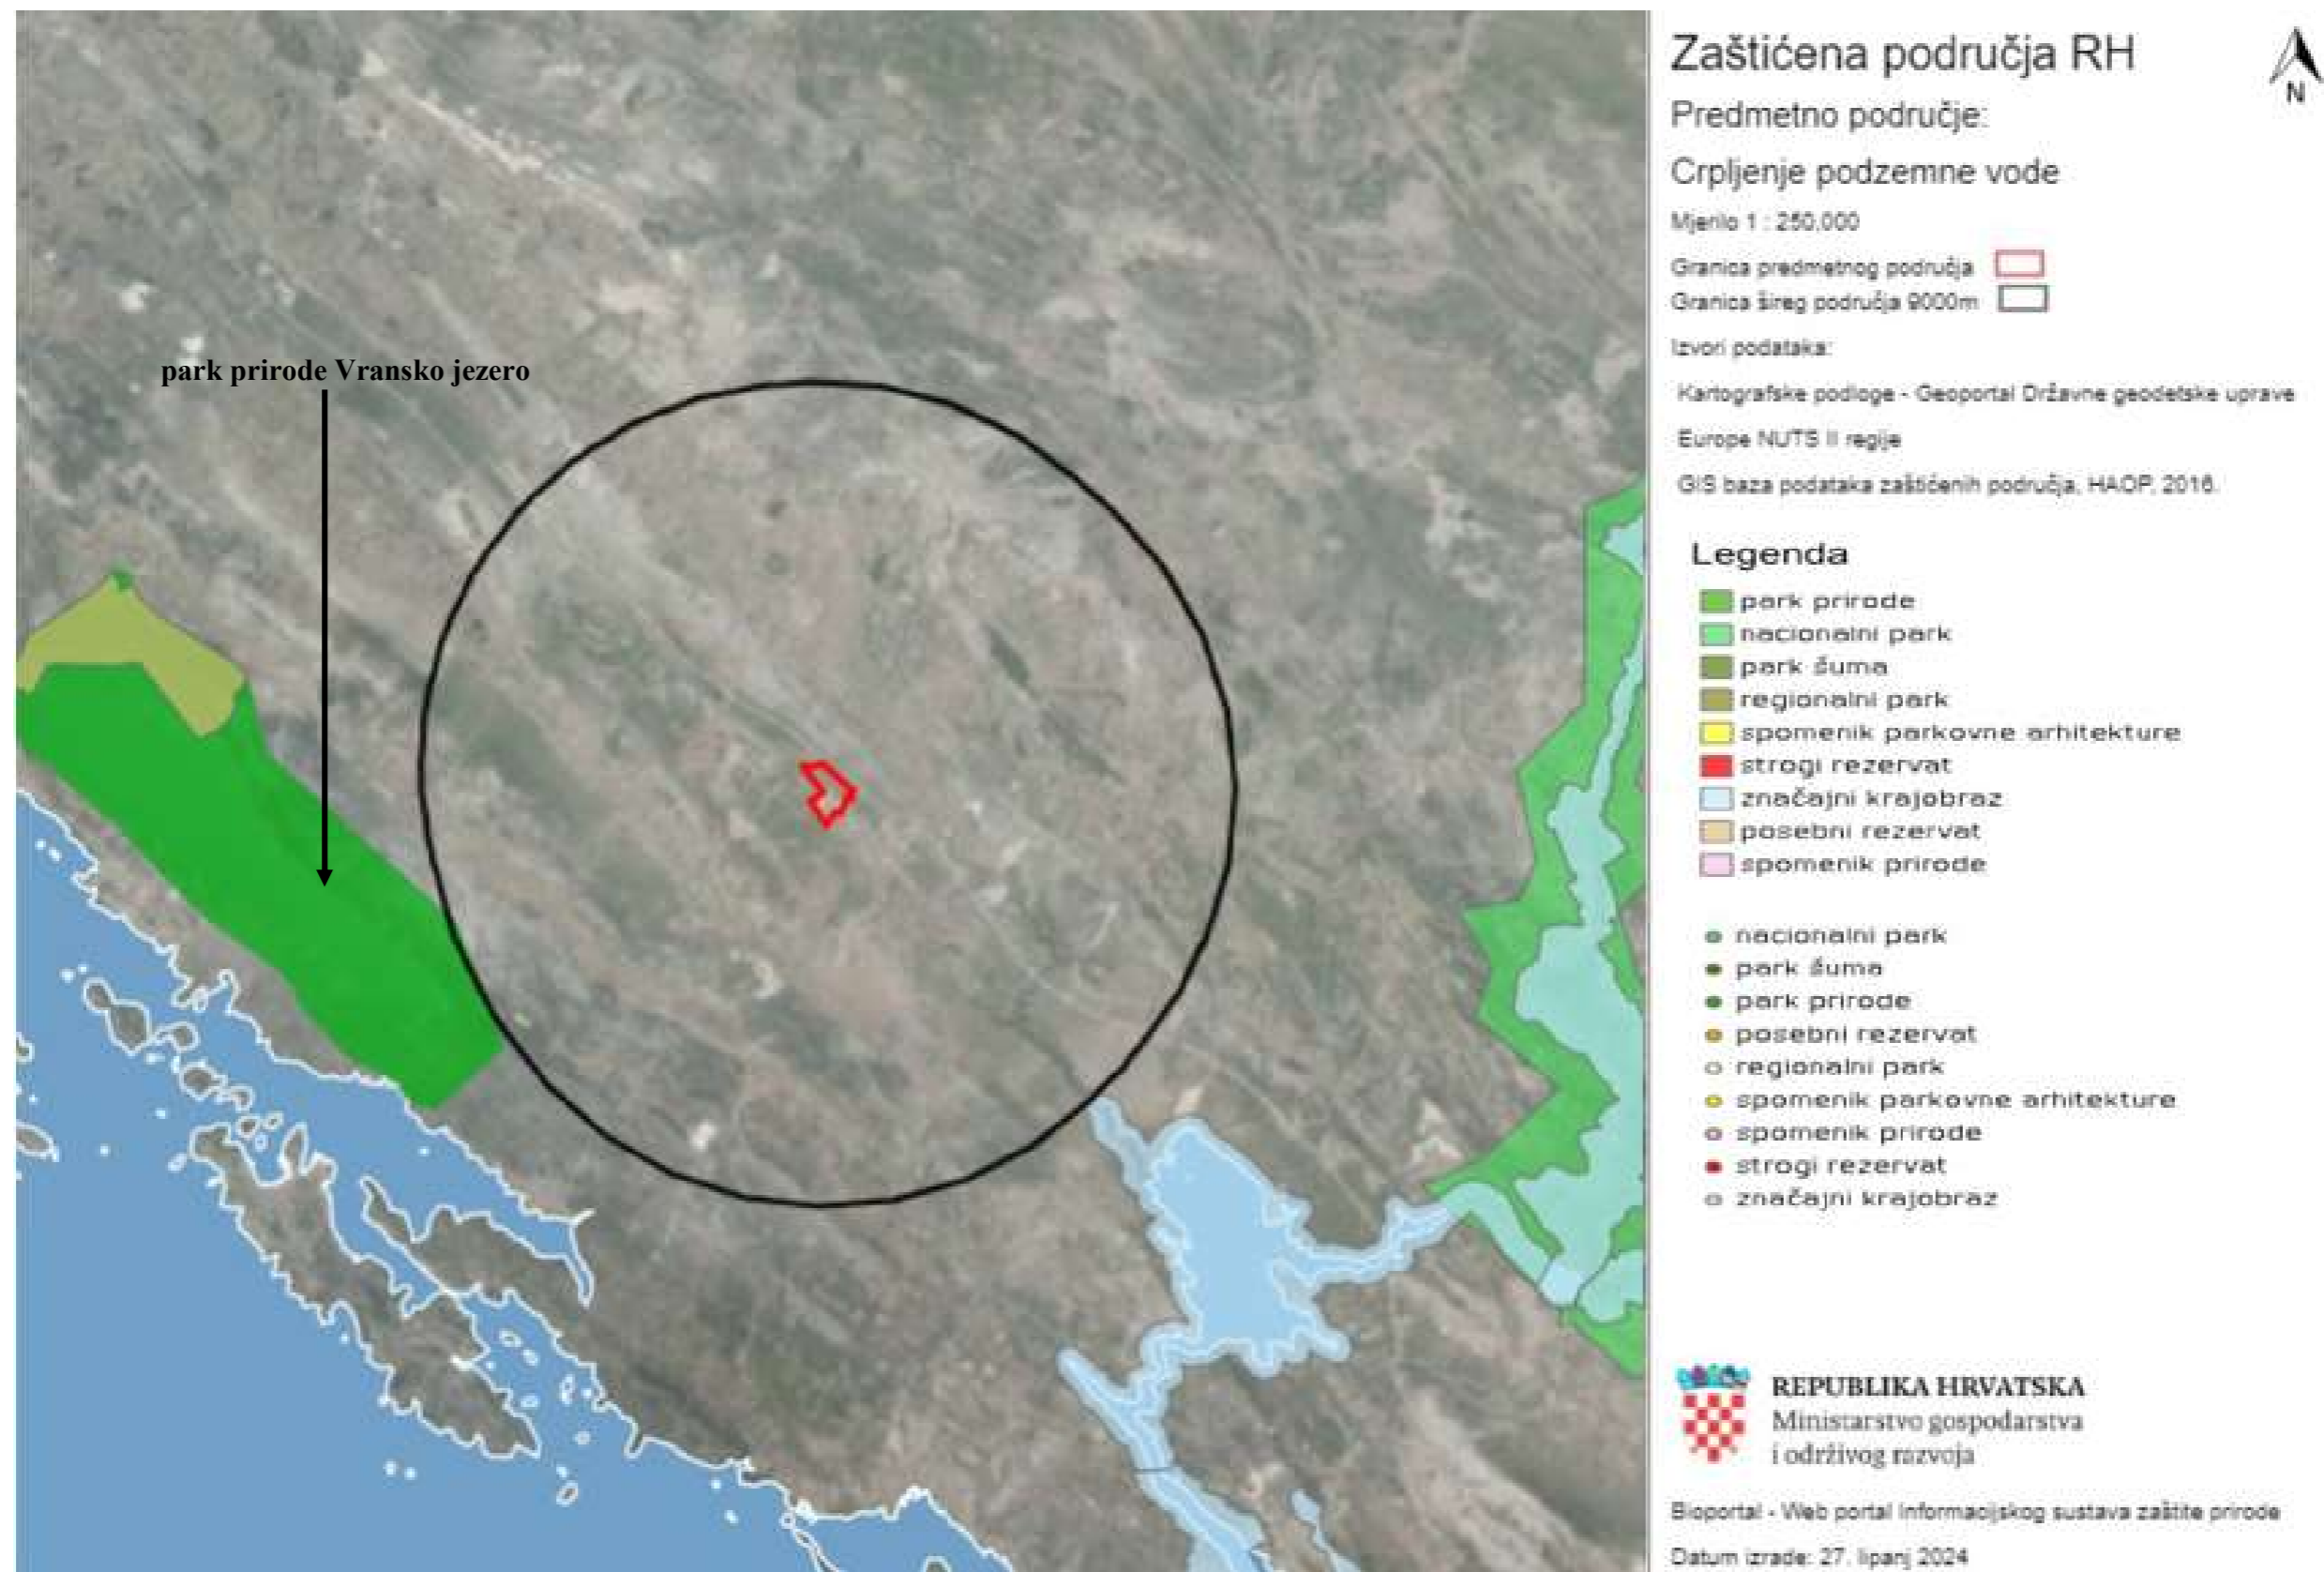 park prirode Vransko jezero
Zaštićena područja RH
N
Predmetno područje:
Crpljenje podzemne vode
Mjerilo 1 : 250,000
Granica predmetnog područja
Granica šireg područja 9000m
Izvori podataka:
Kartografske podloge - Geoportal Državne geodetske uprave
Europe NUTS II regije
GIS baza podataka zaštićenih područja, HAOP, 2016.
Legenda
park prirode
nacionalni park
park šuma
regionalni park
spomenik parkovne arhitekture
strogi rezervat
značajni krajobraz
posebni rezervat
spomenik prirode
nacionalni park
park šuma
park prirode
posebni rezervat
regionalni park
spomenik parkovne arhitekture
spomenik prirode
strogi rezervat
značajni krajobraz
REPUBLIKA HRVATSKA
Ministarstvo gospodarstva
i održivog razvoja
Bioportal - Web portal Informacijskog sustava zaštite prirode
Datum izrade: 27. lipanj 2024